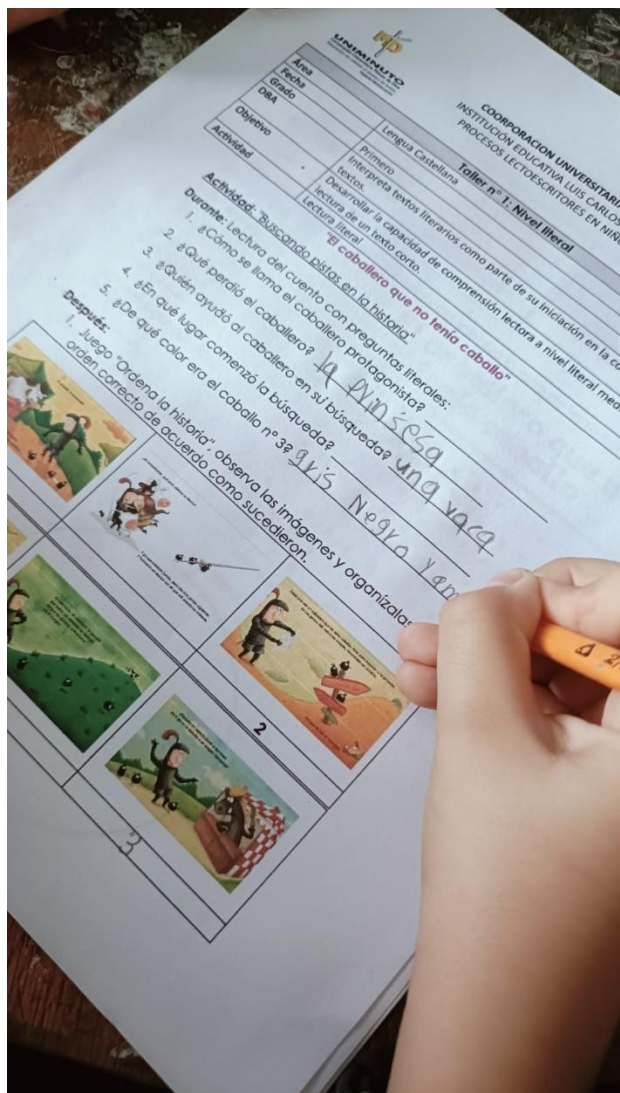 UNIMINUTO
COORPORACION UNIVERSITARI
INSTITUCIÓN EDUCATIVA LUIS CARLOS
PROCESOS LECTOESCRITORES EN NIÑ
Taller nº 1: Nivel literal
Área Lengua Castellana
Fecha
Grado Primero
DBA Interpreta textos literarios como parte de su iniciación en la co
textos.
Objetivo Desarrollar la capacidad de comprensión lectora a nivel literal med
lectura de un texto corto.
Actividad Lectura literal
"El caballero que no tenía caballo"
Actividad: "Buscando pistas en la historia"
Durante: Lectura del cuento con preguntas literales:
1. ¿Cómo se llama el caballero protagonista?
2. ¿Qué perdió el caballero? la prinsesa
3. ¿Quién ayudó al caballero en su búsqueda? una vaca
4. ¿En qué lugar comenzó la búsqueda?
5. ¿De qué color era el caballo nº 3? gris Negro y am
Después:
1. Juego "Ordena la historia", observa las imágenes y organízalas
orden correcto de acuerdo como sucedieron.
2
3